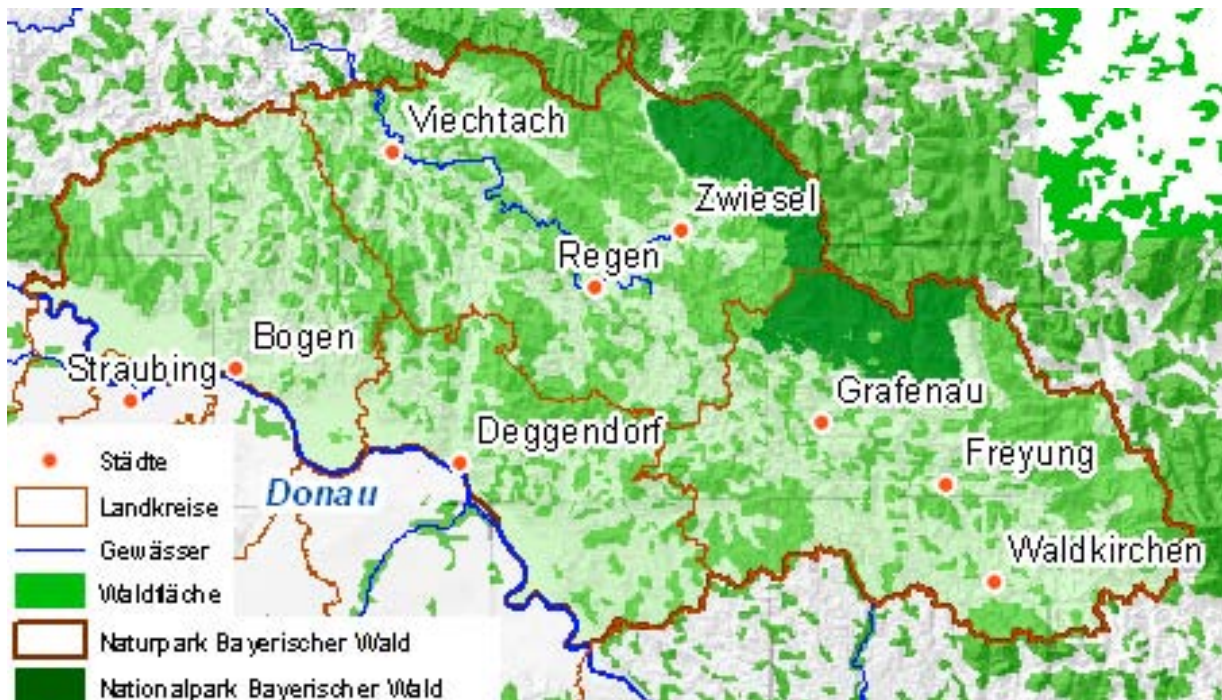 Viechtach
Zwiesel
Regen
Bogen
Straubing
Grafenau
Deggendorf
Freyung
Donau
Waldkirchen
Städte
Landkreise
Gewässer
Waldfläche
Naturpark Bayerischer Wald
Nationalpark Bayerischer Wald